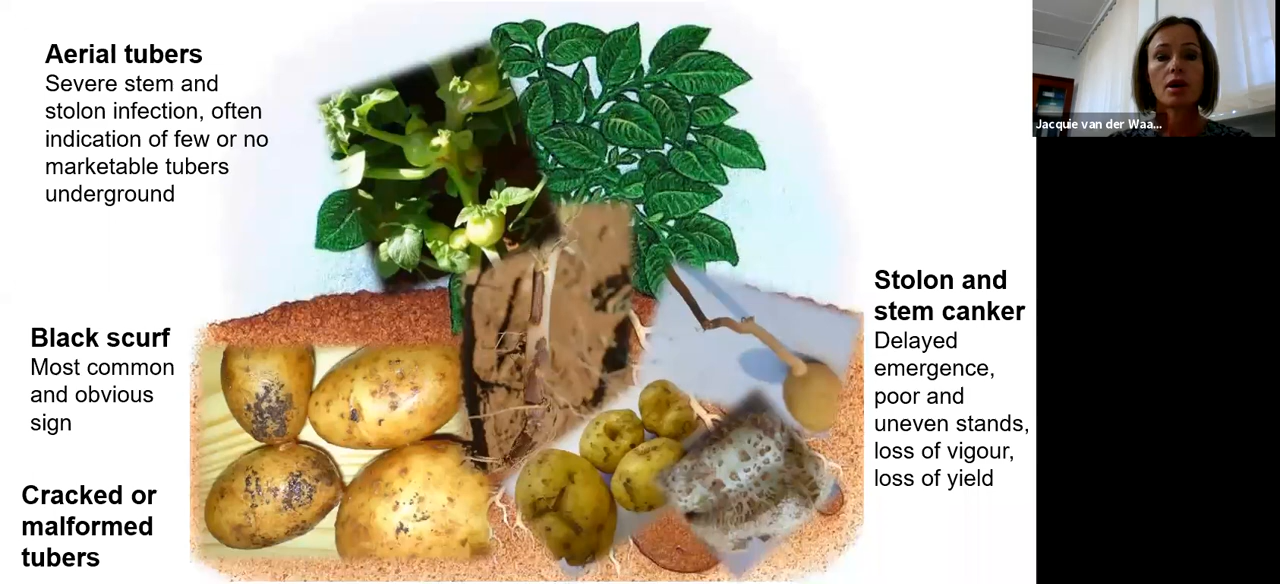 Aerial tubers
Severe stem and
stolon infection, often
indication of few or no
marketable tubers
underground
Black scurf
Most common
and obvious
sign
Cracked or
malformed
tubers
Stolon and
stem canker
Delayed
emergence,
poor and
uneven stands,
loss of vigour,
loss of yield
Jacquie van der Waa...